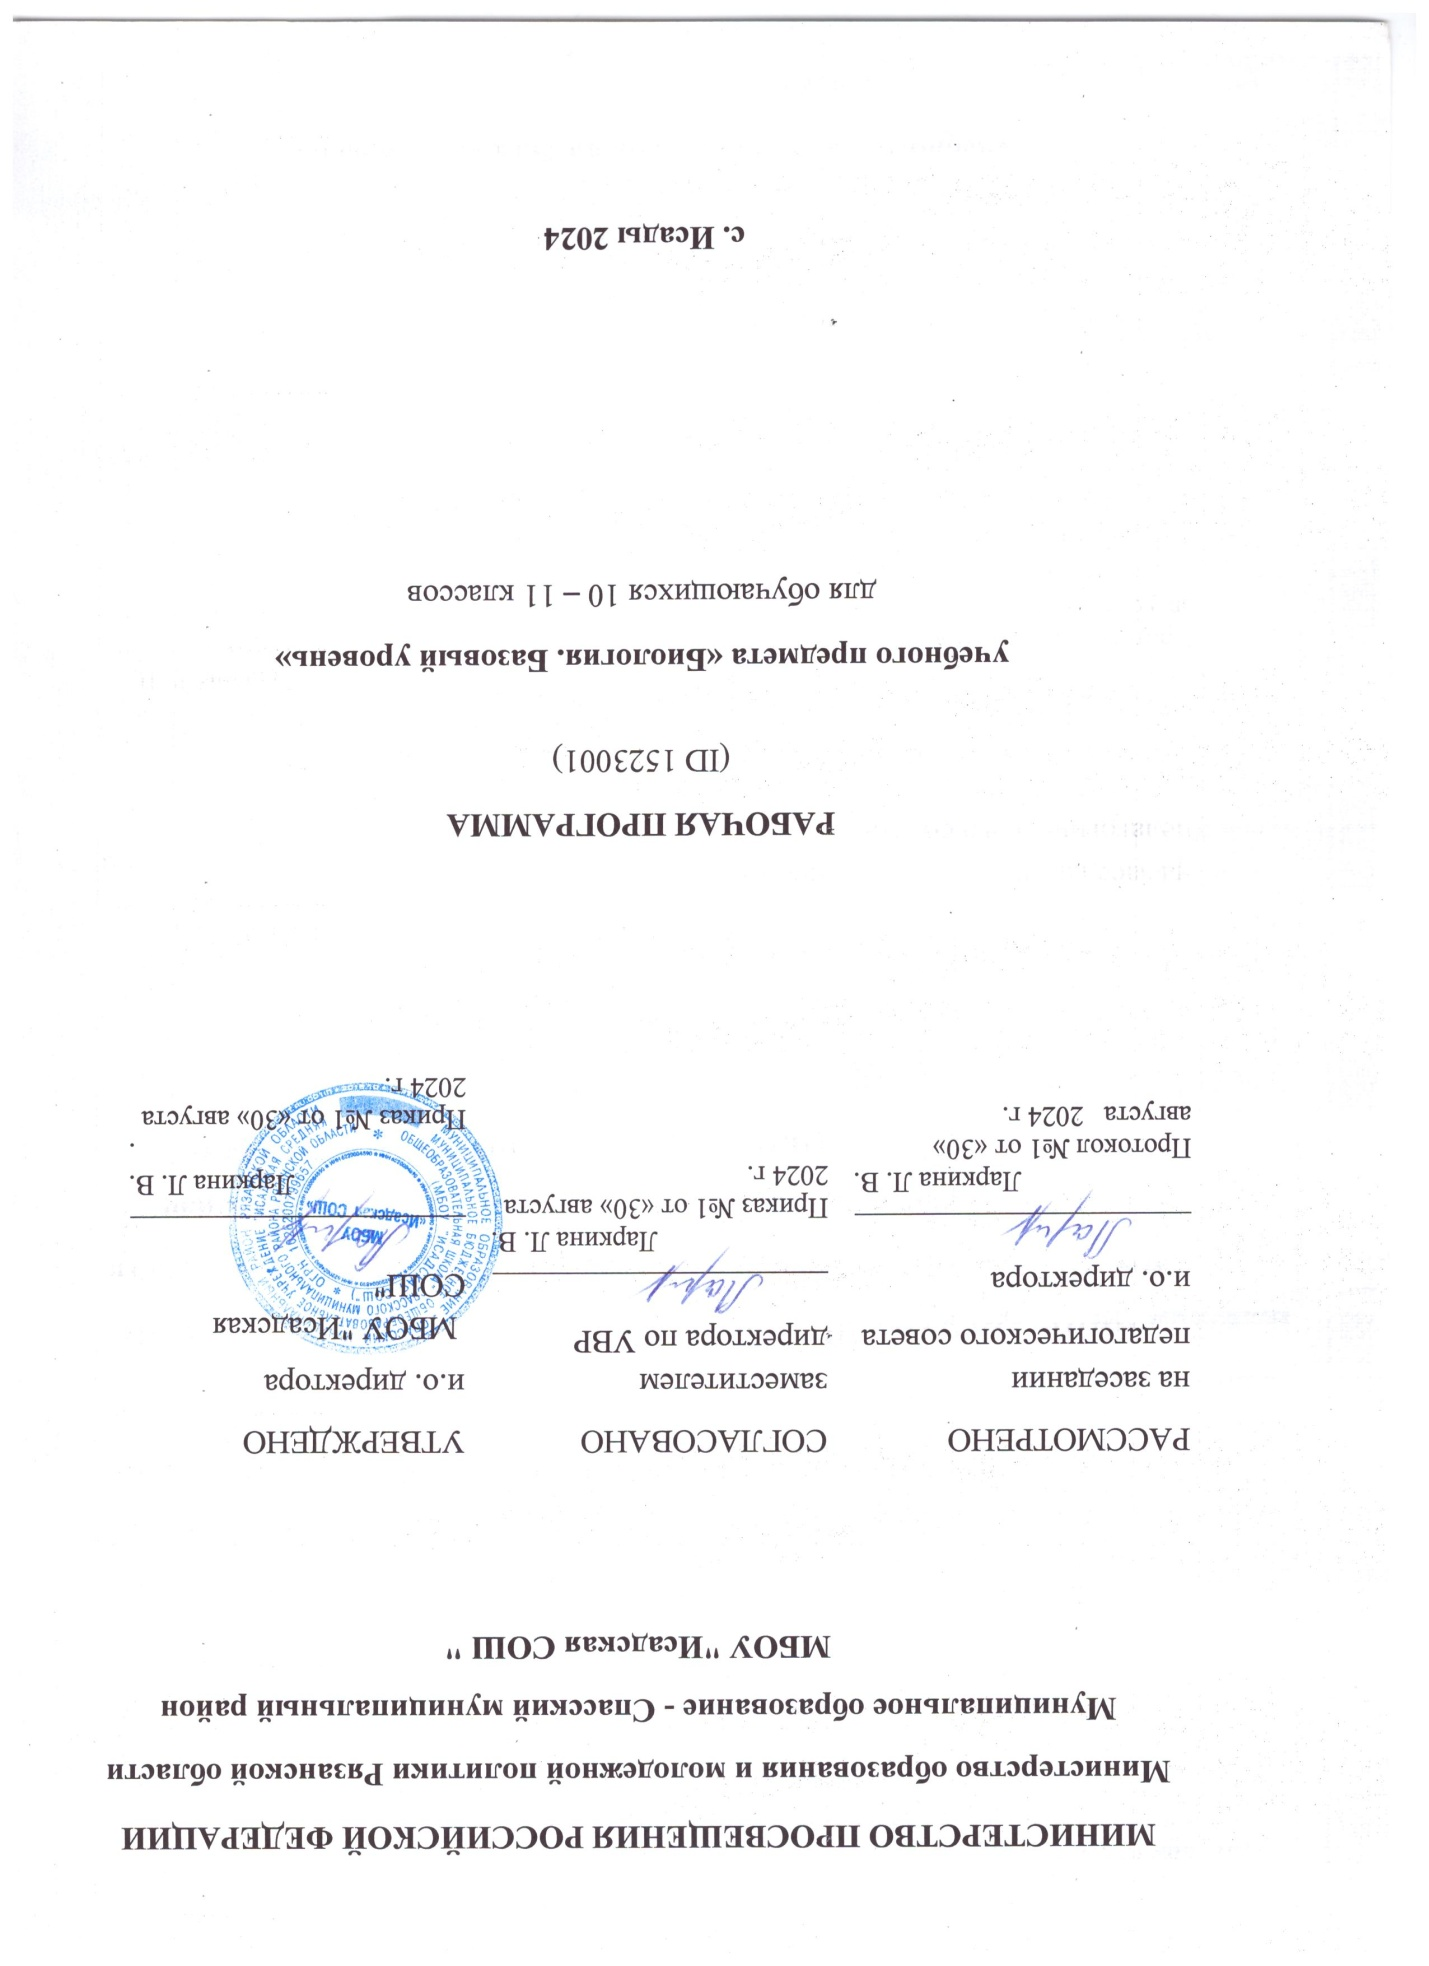 МИНИСТЕРСТВО ПРОСВЕЩЕНИЯ РОССИЙСКОЙ ФЕДЕРАЦИИ
Министерство образования и молодежной политики Рязанской области
Муниципальное образование - Спасский муниципальный район
МБОУ "Исадская СОШ "
РАССМОТРЕНО
на заседании
педагогического совета
и.о. директора
Ларкина Л. В.
Протокол №1 от «30»
августа 2024 г.
СОГЛАСОВАНО
заместителем
директора по УВР
Ларкина Л. В.
Приказ №1 от «30» августа
2024 г.
УТВЕРЖДЕНО
и.о. директора
МБОУ "Исадская
СОШ"
Ларкина Л. В.
.
Приказ №1 от «30» августа
2024 г.
МБОУ
«Исадская СОШ»
РАБОЧАЯ ПРОГРАММА
(ID 1523001)
учебного предмета «Биология. Базовый уровень»
для обучающихся 10 – 11 классов
с. Исады 2024